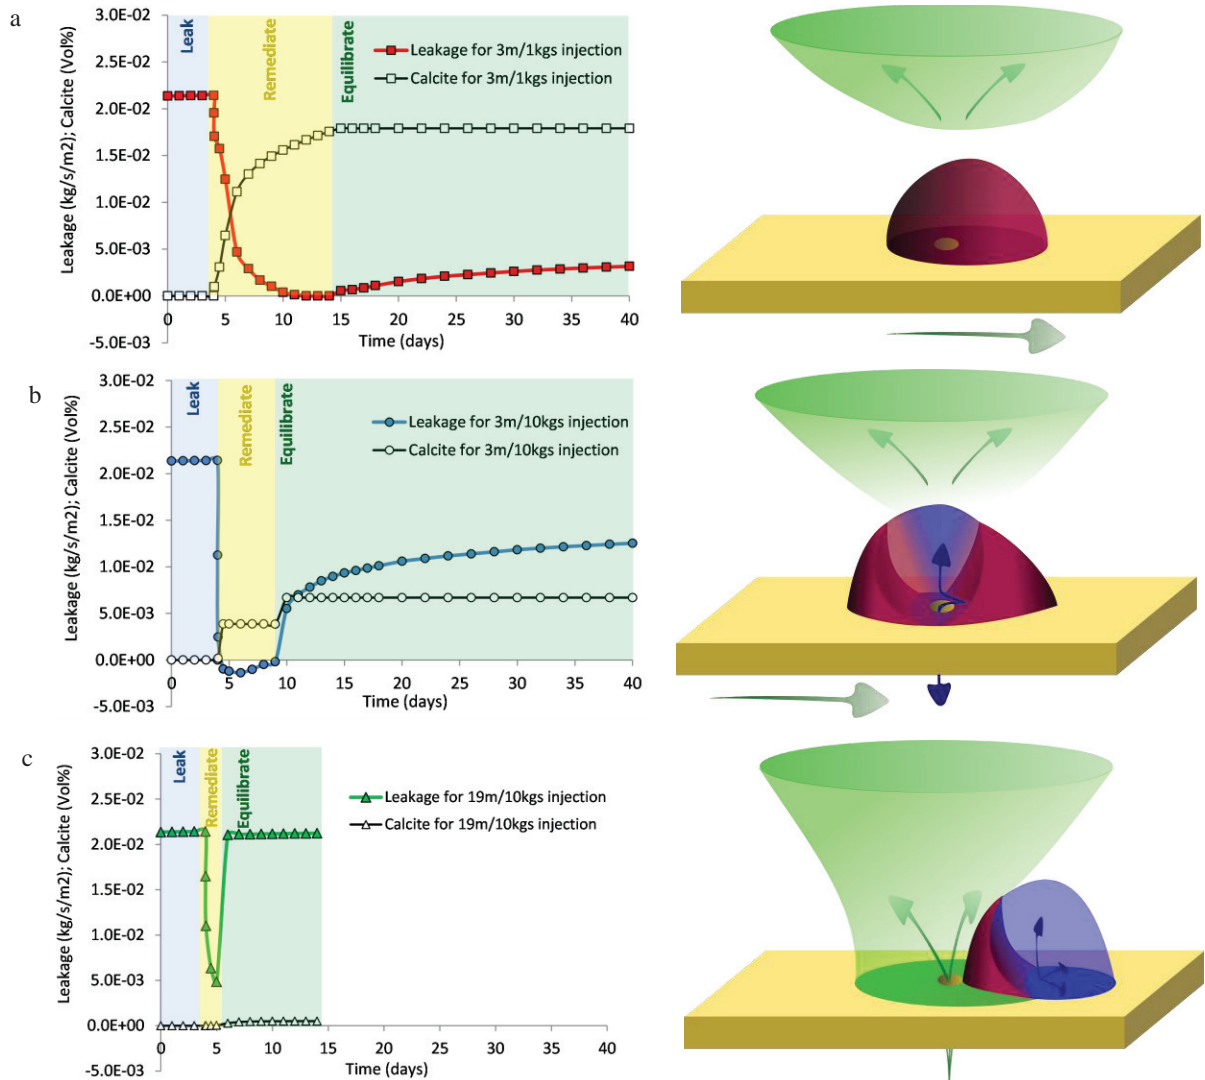 a
Leakage (kg/s/m2); Calcite (Vol%)
3.0E-02
2.5E-02
2.0E-02
1.5E-02
1.0E-02
5.0E-03
0.0E+00
-5.0E-03
Leak
Remediate
Equilibrate
Leakage for 3m/1kgs injection
Calcite for 3m/1kgs injection
0 5 10 15 20 25 30 35 40
Time (days)
b
Leakage (kg/s/m2); Calcite (Vol%)
3.0E-02
2.5E-02
2.0E-02
1.5E-02
1.0E-02
5.0E-03
0.0E+00
-5.0E-03
Leak
Remediate
Equilibrate
Leakage for 3m/10kgs injection
Calcite for 3m/10kgs injection
0 5 10 15 20 25 30 35 40
Time (days)
c
Leakage (kg/s/m2); Calcite (Vol%)
3.0E-02
2.5E-02
2.0E-02
1.5E-02
1.0E-02
5.0E-03
0.0E+00
-5.0E-03
Leak
Remediate
Equilibrate
Leakage for 19m/10kgs injection
Calcite for 19m/10kgs injection
0 5 10 15 20 25 30 35 40
Time (days)